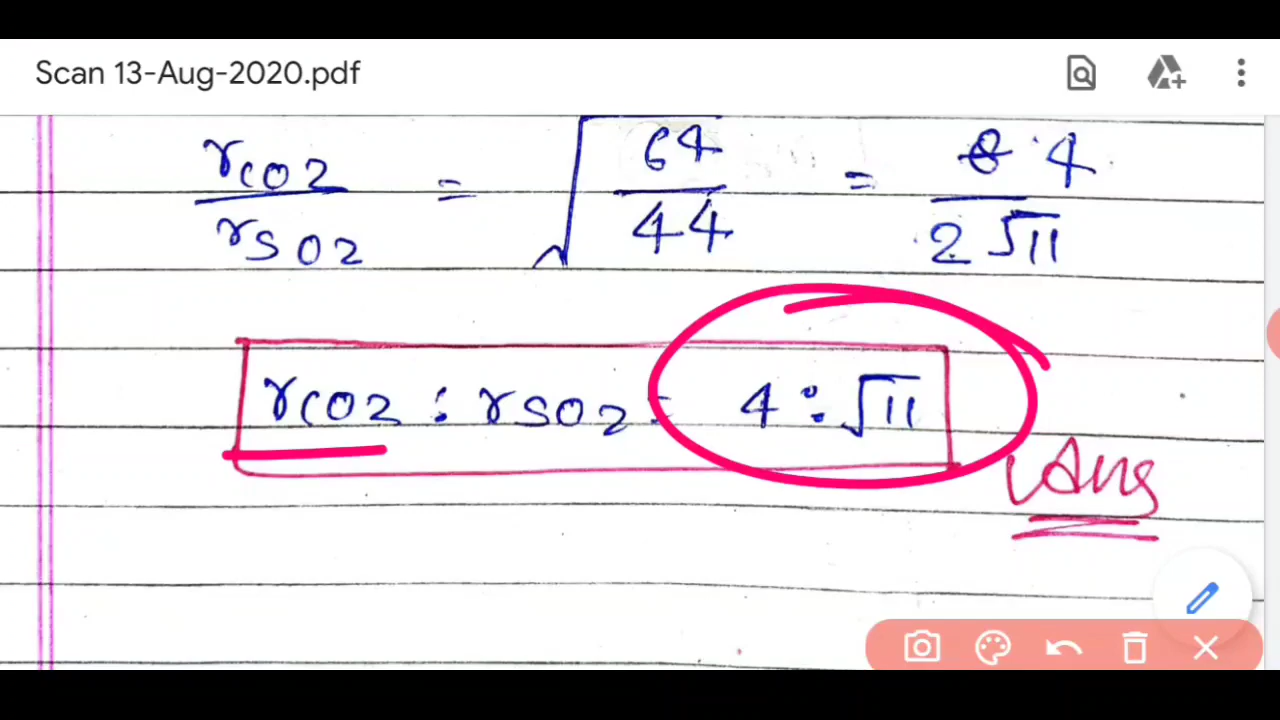 Scan 13-Aug-2020.pdf
rCO2 / rSO2 = √64/44 = 8 4 / 2 √11
rCO2 : rSO2 = 4 : √11
Ans